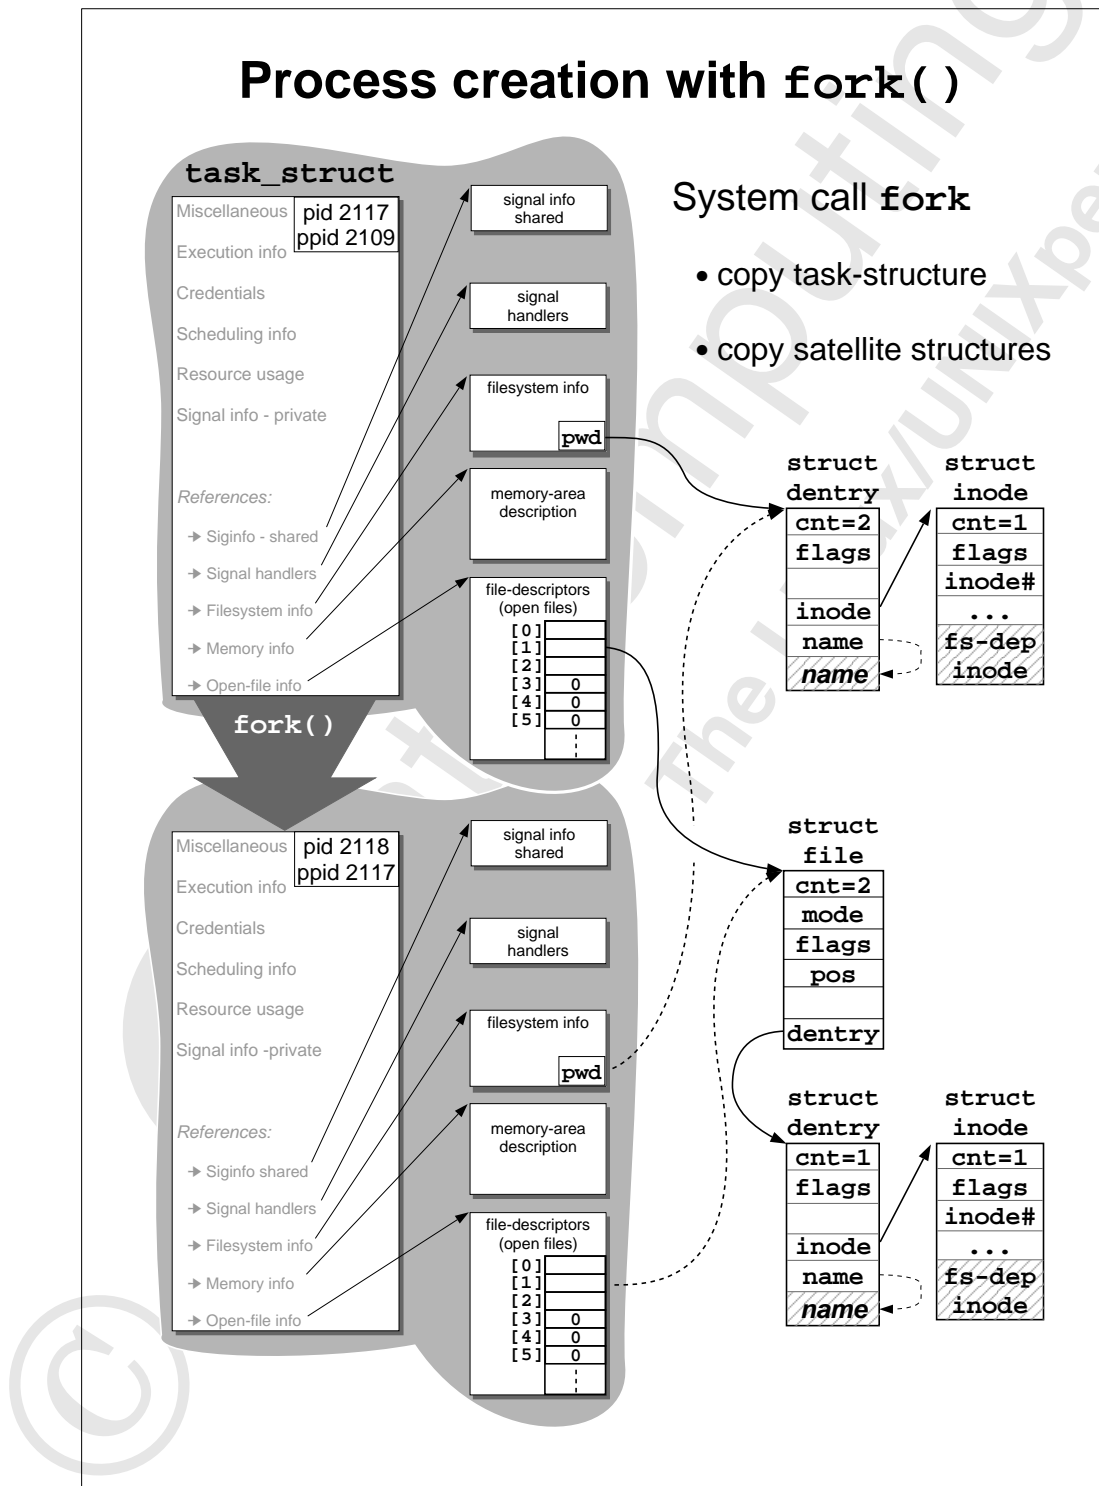 Process creation with fork()
task_struct
Miscellaneous
pid 2117
ppid 2109
Execution info
Credentials
Scheduling info
Resource usage
Signal info - private
References:
Siginfo - shared
Signal handlers
Filesystem info
Memory info
Open-file info
signal info
shared
signal
handlers
filesystem info
pwd
memory-area
description
file-descriptors
(open files)
[0]
[1]
[2]
[3] 0
[4] 0
[5] 0
System call fork
• copy task-structure
• copy satellite structures
struct
dentry
cnt=2
flags
inode
name
name
struct
inode
cnt=1
flags
inode#
...
fs-dep
inode
fork()
Miscellaneous
pid 2118
ppid 2117
Execution info
Credentials
Scheduling info
Resource usage
Signal info -private
References:
Siginfo shared
Signal handlers
Filesystem info
Memory info
Open-file info
signal info
shared
signal
handlers
filesystem info
pwd
memory-area
description
file-descriptors
(open files)
[0]
[1]
[2]
[3] 0
[4] 0
[5] 0
struct
file
cnt=2
mode
flags
pos
dentry
struct
dentry
cnt=1
flags
inode
name
name
struct
inode
cnt=1
flags
inode#
...
fs-dep
inode
©
The